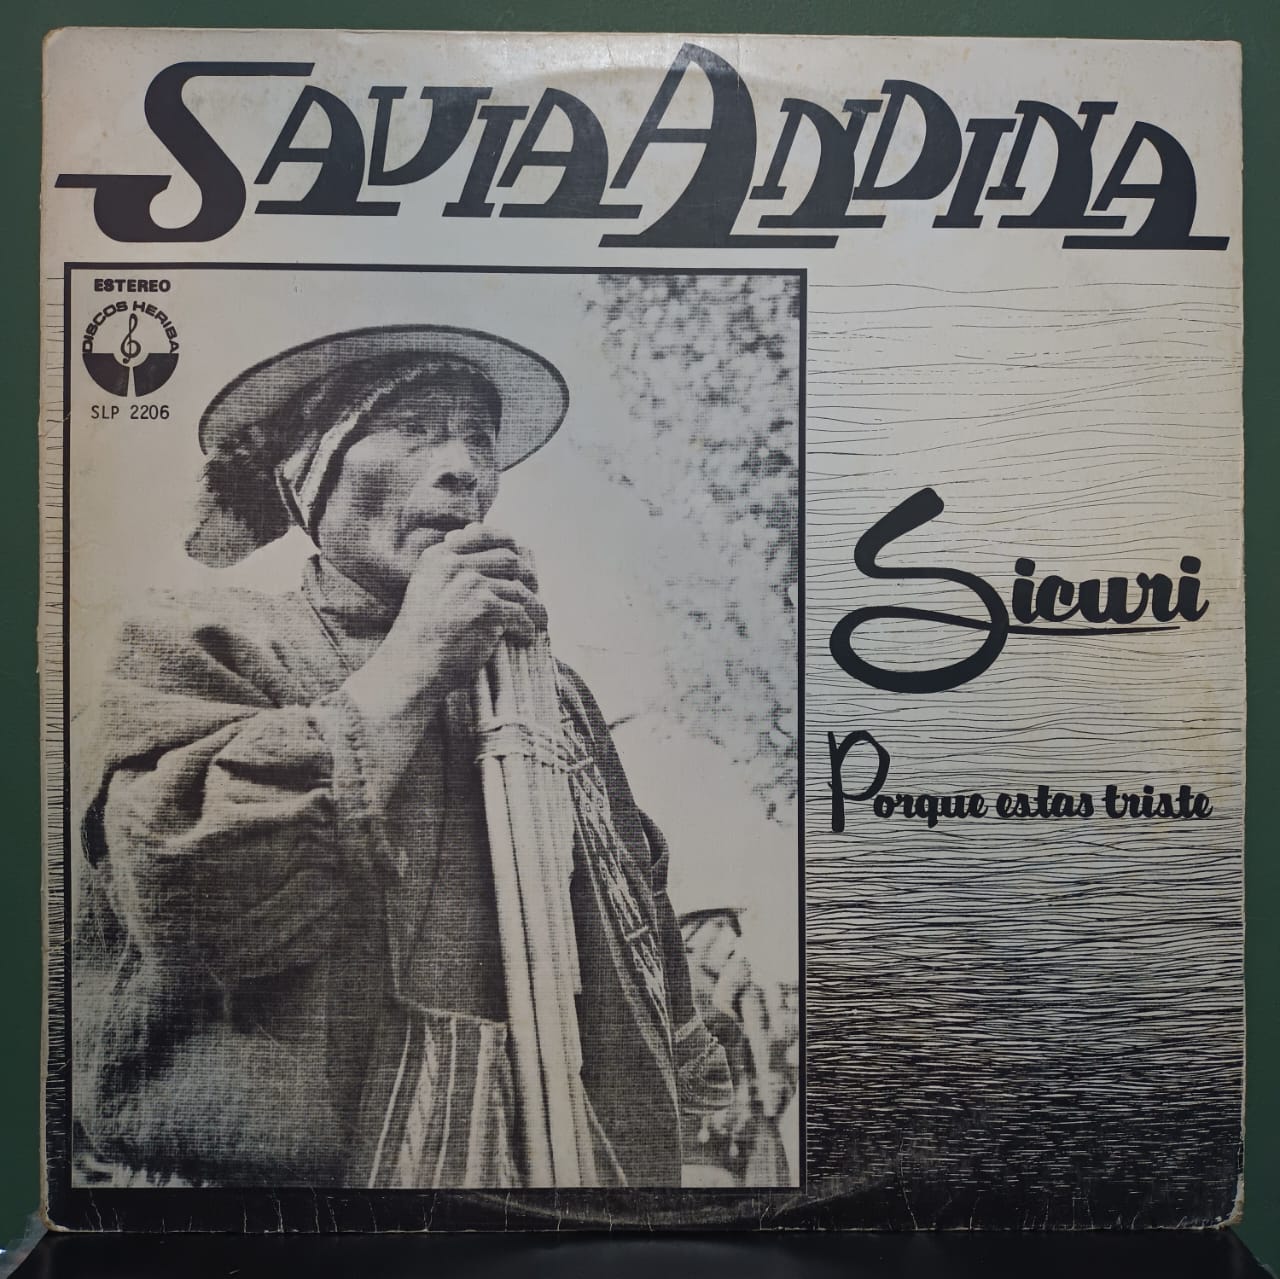 SAVIA ANDINA
ESTEREO
DISCOS HERIBA
SLP 2206
Sicuri
Porque estas triste